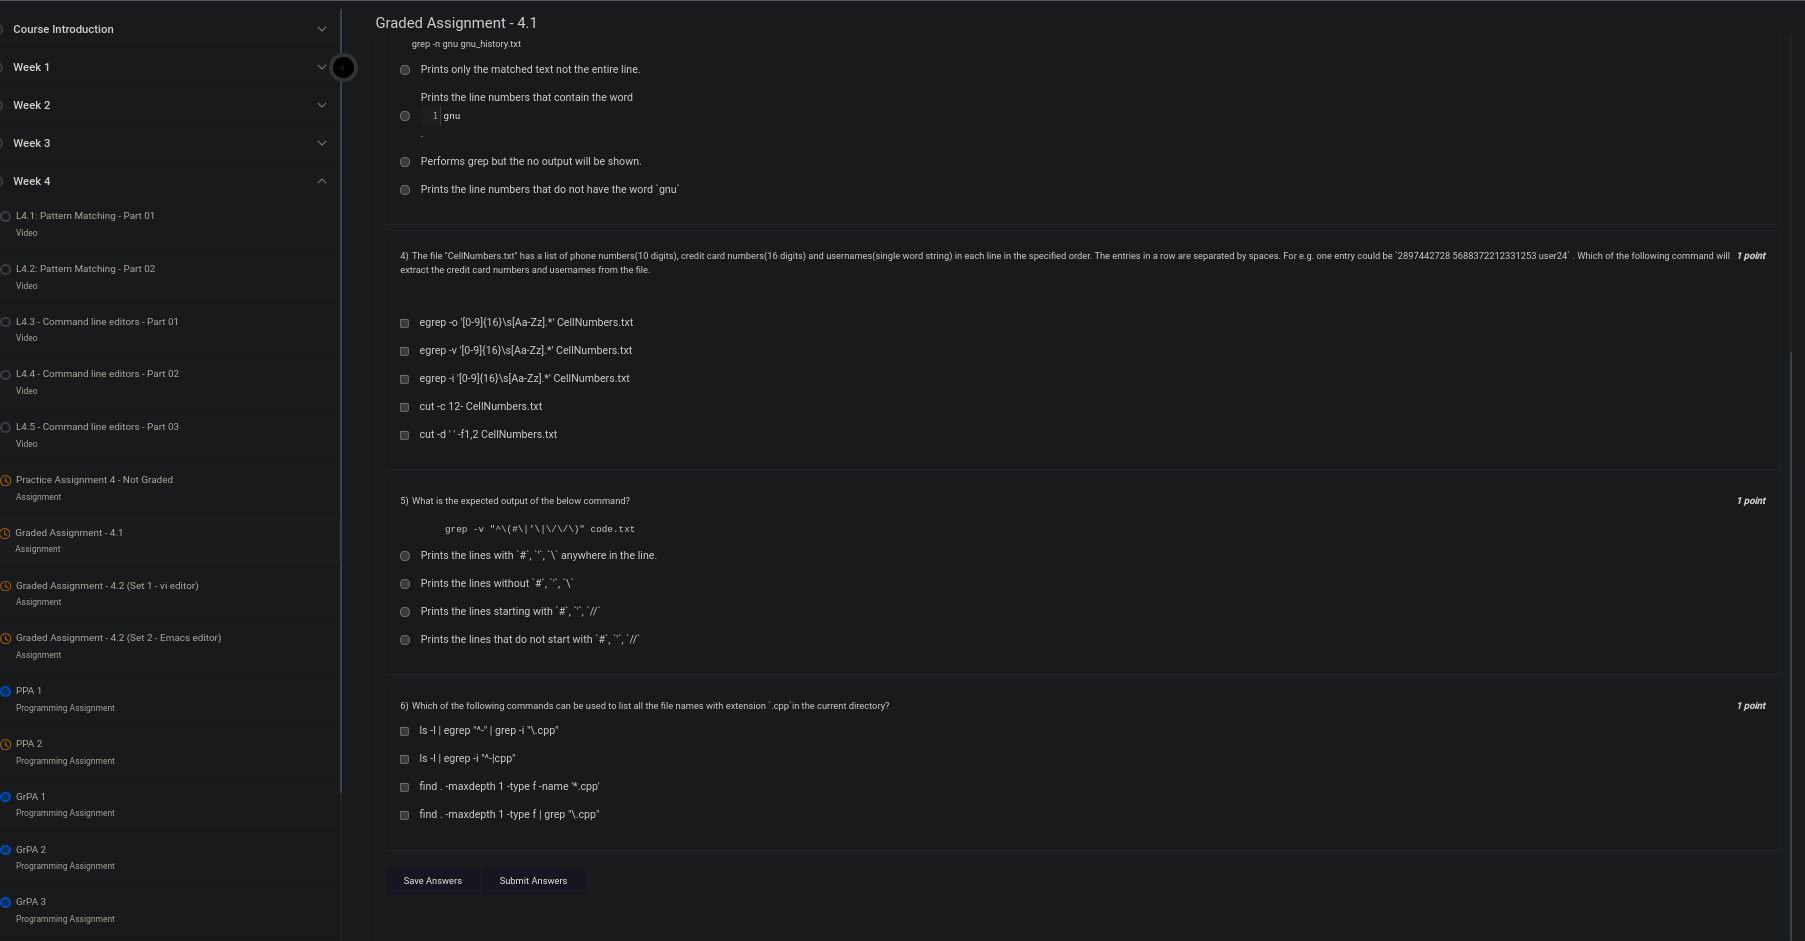 Course Introduction
Week 1
Week 2
Week 3
Week 4
L4.1: Pattern Matching - Part 01
Video
L4.2: Pattern Matching - Part 02
Video
L4.3 - Command line editors - Part 01
Video
L4.4 - Command line editors - Part 02
Video
L4.5 - Command line editors - Part 03
Video
Practice Assignment 4 - Not Graded
Assignment
Graded Assignment - 4.1
Assignment
Graded Assignment - 4.2 (Set 1 - vi editor)
Assignment
Graded Assignment - 4.2 (Set 2 - Emacs editor)
Assignment
PPA 1
Programming Assignment
PPA 2
Programming Assignment
GrPA 1
Programming Assignment
GrPA 2
Programming Assignment
GrPA 3
Programming Assignment
<
Graded Assignment - 4.1
grep -n gnu gnu_history.txt
Prints only the matched text not the entire line.
Prints the line numbers that contain the word
1 gnu
.
Performs grep but the no output will be shown.
Prints the line numbers that do not have the word `gnu`
4) The file "CellNumbers.txt" has a list of phone numbers(10 digits), credit card numbers(16 digits) and usernames(single word string) in each line in the specified order. The entries in a row are separated by spaces. For e.g. one entry could be `2897442728 5688372212331253 user24` . Which of the following command will 1 point
extract the credit card numbers and usernames from the file.
egrep -o '[0-9]{16}\s[Aa-Zz].*' CellNumbers.txt
egrep -v '[0-9]{16}\s[Aa-Zz].*' CellNumbers.txt
egrep -i '[0-9]{16}\s[Aa-Zz].*' CellNumbers.txt
cut -c 12- CellNumbers.txt
cut -d ' ' -f1,2 CellNumbers.txt
5) What is the expected output of the below command? 1 point
grep -v "^\(#\|'\|\/\/\)" code.txt
Prints the lines with `#`, `'`, `\` anywhere in the line.
Prints the lines without `#`, `'`, `\`
Prints the lines starting with `#`, `'`, `//`
Prints the lines that do not start with `#`, `'`, `//`
6) Which of the following commands can be used to list all the file names with extension `.cpp`in the current directory? 1 point
ls -l | egrep "^-" | grep -i "\.cpp"
ls -l | egrep -i "^-|cpp"
find . -maxdepth 1 -type f -name '*.cpp'
find . -maxdepth 1 -type f | grep "\.cpp"
Save Answers
Submit Answers